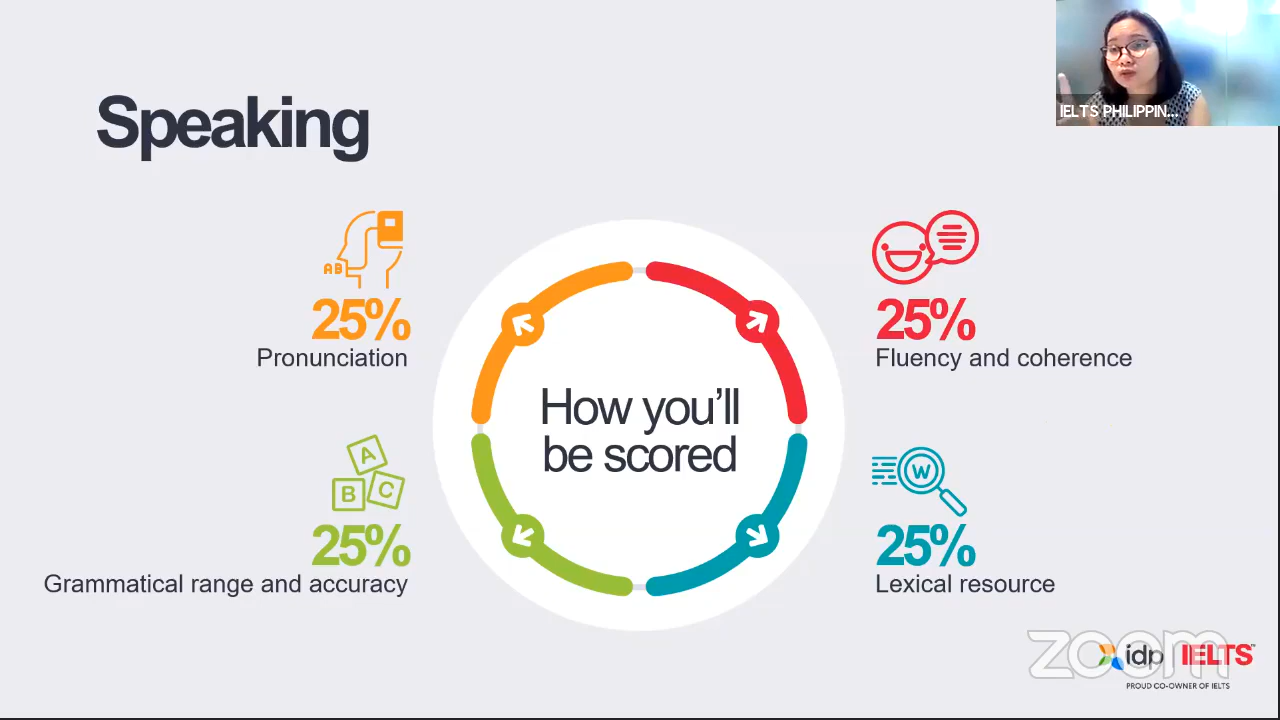 Speaking
IELTS PHILIPPIN...
AB
25%
Pronunciation
25%
Fluency and coherence
How you'll
be scored
A
B C
25%
Grammatical range and accuracy
W
25%
Lexical resource
zoom
idp IELTS™
PROUD CO-OWNER OF IELTS